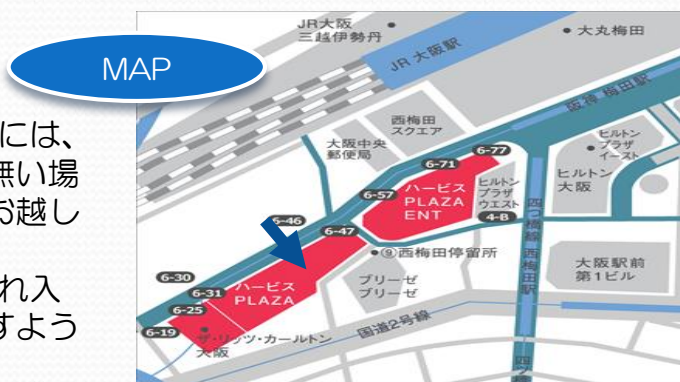 MAP
には、
無い場
お越し
れ入
すよう
JR大阪
三越伊勢丹
大丸梅田
JR 大阪駅
阪神 梅田駅
西梅田
スクエア
大阪中央
郵便局
ヒルトン
プラザ
イースト
6-77
6-71
6-57
ハービス
PLAZA
ENT
ヒルトン
プラザ
ウエスト
4-B
ヒルトン
大阪
6-46
6-47
⑨西梅田停留所
四つ橋線 西梅田駅
大阪駅前
第1ビル
6-30
6-31
6-25
6-19
ハービス
PLAZA
ブリーゼ
ブリーゼ
ザ・リッツ・カールトン
大阪
国道2号線
四ツ